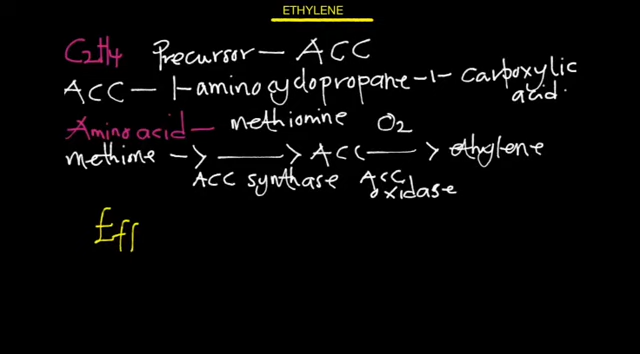 ETHYLENE
C2H4 Precursor — ACC
ACC — 1-aminocyclopropane-1-carboxylic acid.
Amino acid — methionine O2
methione —> ——> ACC ——> ethylene
ACC synthase ACC oxidase
Eff